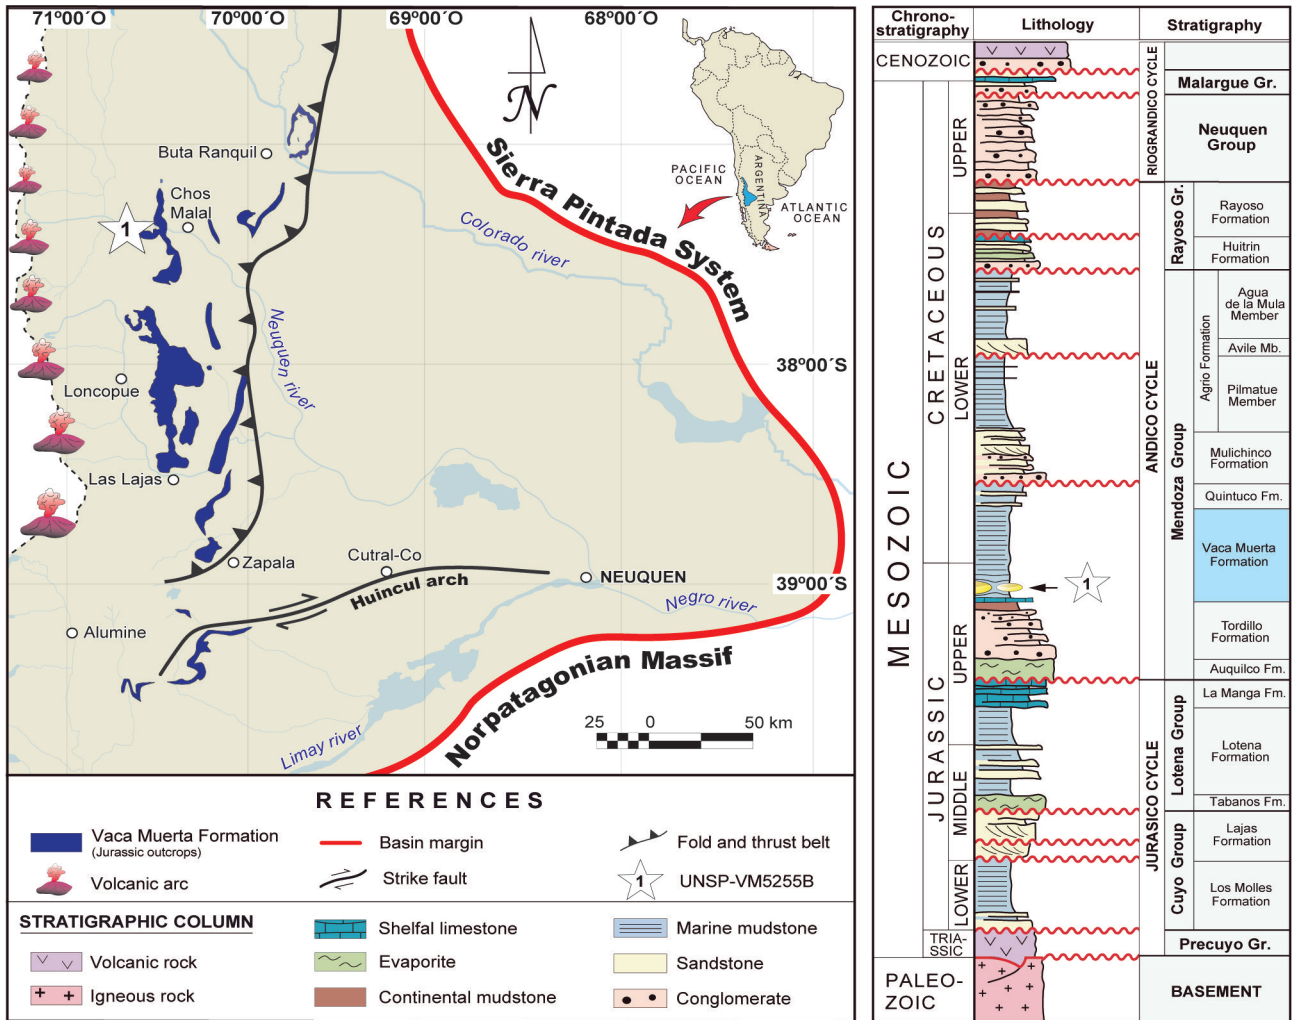 71º00´O
70º00´O
69º00´O
68º00´O
Buta Ranquil
Chos
Malal
1
Loncopue
Las Lajas
Zapala
Cutral-Co
NEUQUEN
Alumine
Huincul arch
Neuquen river
Colorado river
Negro river
Limay river
Sierra Pintada System
Norpatagonian Massif
38º00´S
39º00´S
N
PACIFIC
OCEAN
ARGENTINA
ATLANTIC
OCEAN
25 0 50 km
REFERENCES
Vaca Muerta Formation
(Jurassic outcrops)
Volcanic arc
Basin margin
Strike fault
Fold and thrust belt
1 UNSP-VM5255B
STRATIGRAPHIC COLUMN
Volcanic rock
Igneous rock
Shelfal limestone
Evaporite
Continental mudstone
Marine mudstone
Sandstone
Conglomerate
Chrono-
stratigraphy
Lithology
Stratigraphy
CENOZOIC
MESOZOIC
PALEO-
ZOIC
CRETACEOUS
JURASSIC
TRIA-
SSIC
UPPER
LOWER
UPPER
MIDDLE
LOWER
1
RIOGRANDICO CYCLE
ANDICO CYCLE
JURASICO CYCLE
Malargue Gr.
Neuquen
Group
Rayoso Gr.
Rayoso
Formation
Huitrin
Formation
Mendoza Group
Agrio Formation
Agua
de la Mula
Member
Avile Mb.
Pilmatue
Member
Mulichinco
Formation
Quintuco Fm.
Vaca Muerta
Formation
Tordillo
Formation
Auquilco Fm.
Lotena Group
La Manga Fm.
Lotena
Formation
Tabanos Fm.
Cuyo Group
Lajas
Formation
Los Molles
Formation
Precuyo Gr.
BASEMENT